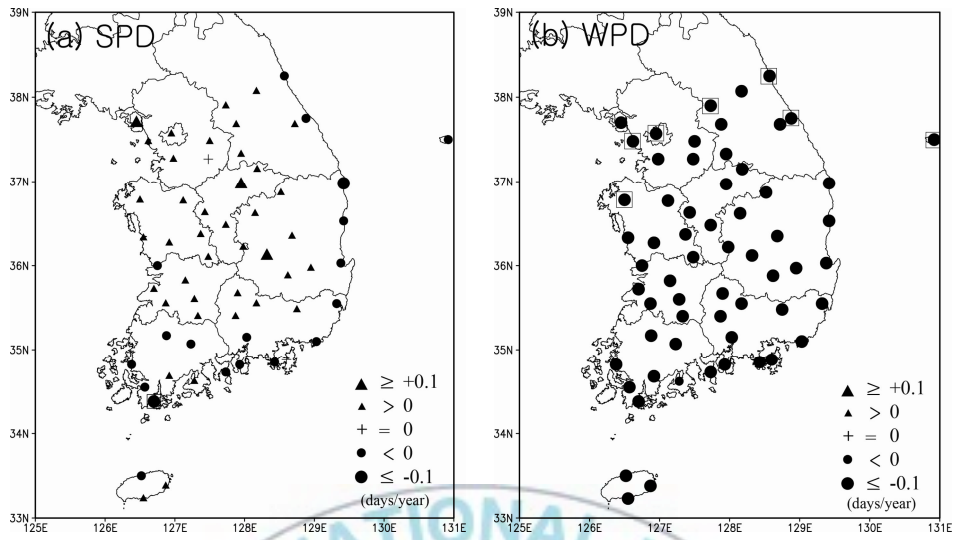 (a) SPD
39N
38N
37N
36N
35N
34N
33N
125E 126E 127E 128E 129E 130E 131E
▲ ≥ +0.1
▲ > 0
+ = 0
● < 0
● ≤ -0.1
(days/year)
(b) WPD
39N
38N
37N
36N
35N
34N
33N
125E 126E 127E 128E 129E 130E 131E
▲ ≥ +0.1
▲ > 0
+ = 0
● < 0
● ≤ -0.1
(days/year)
NATIONAL